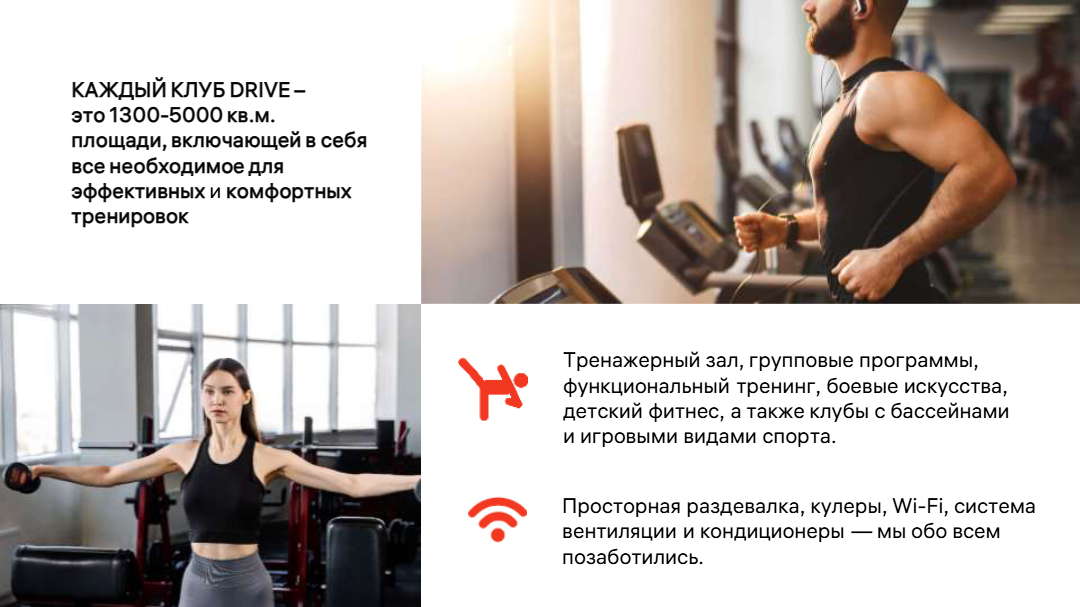 КАЖДЫЙ КЛУБ DRIVE –
это 1300-5000 кв.м.
площади, включающей в себя
все необходимое для
эффективных и комфортных
тренировок
Тренажерный зал, групповые программы,
функциональный тренинг, боевые искусства,
детский фитнес, а также клубы с бассейнами
и игровыми видами спорта.
Просторная раздевалка, кулеры, Wi-Fi, система
вентиляции и кондиционеры — мы обо всем
позаботились.